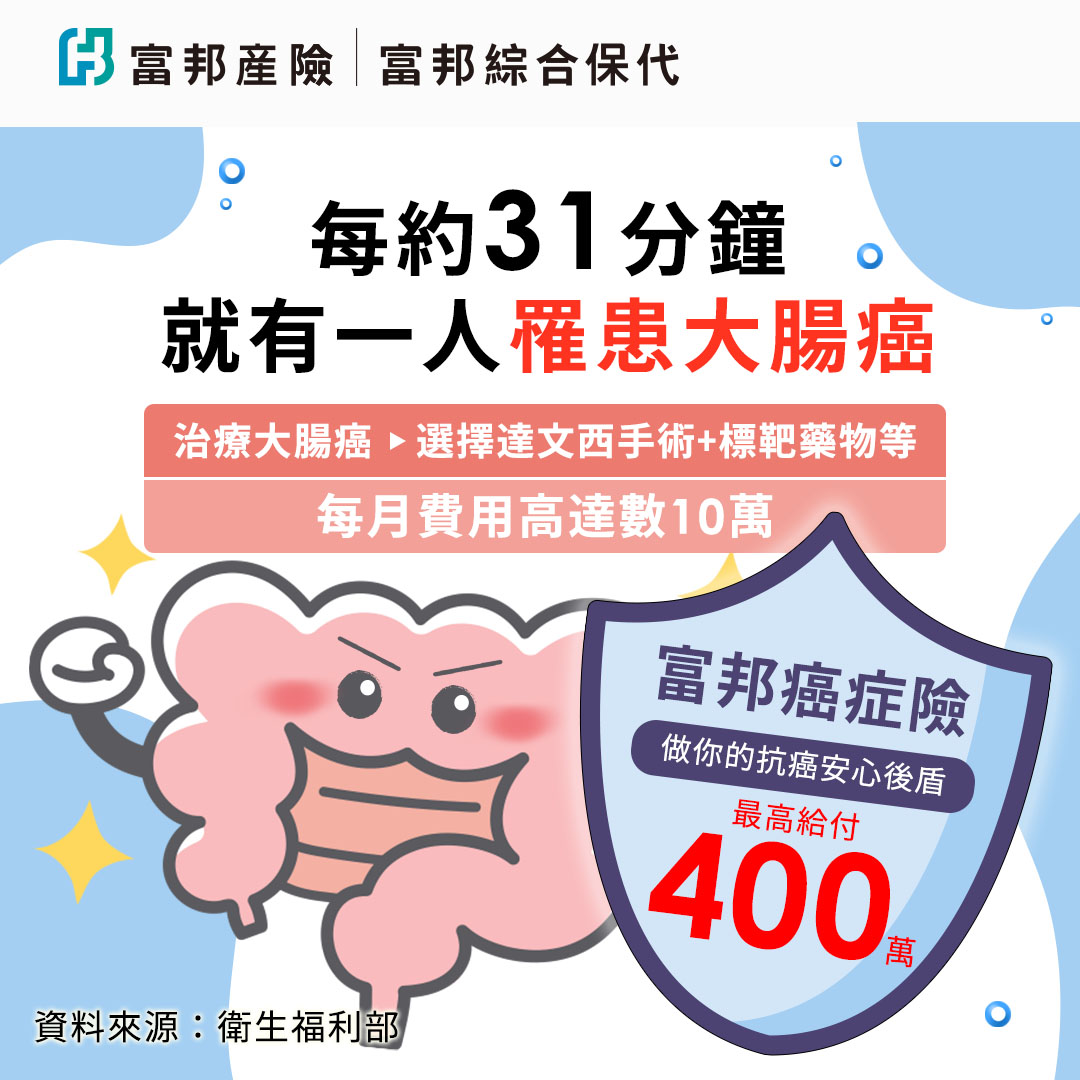 富邦産險 | 富邦綜合保代
每約31分鐘
就有一人罹患大腸癌
治療大腸癌 ▸ 選擇達文西手術+標靶藥物等
每月費用高達數10萬
富邦癌症險
做你的抗癌安心後盾
最高給付
400萬
資料來源：衛生福利部